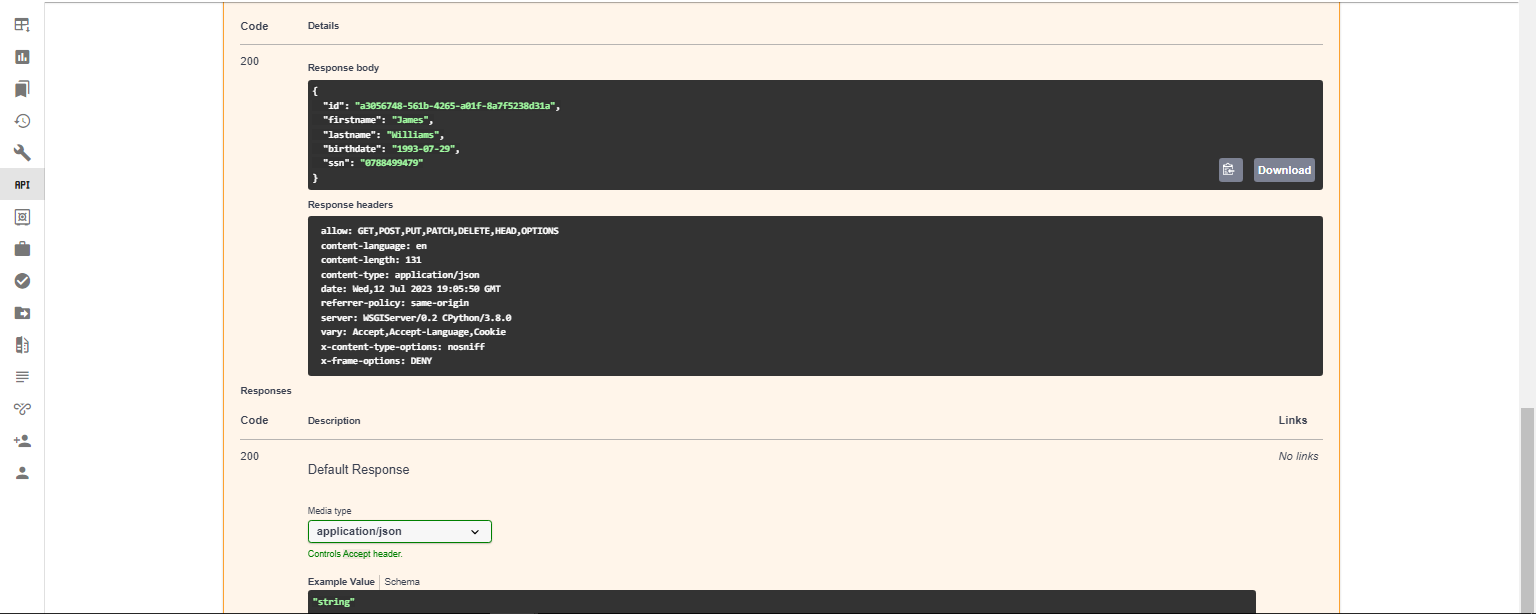 Code Details
200
Response body
{
"id": "a3056748-561b-4265-a01f-8a7f5238d31a",
"firstname": "James",
"lastname": "Williams",
"birthdate": "1993-07-29",
"ssn": "0788499479"
}
Download
API
Response headers
allow: GET,POST,PUT,PATCH,DELETE,HEAD,OPTIONS
content-language: en
content-length: 131
content-type: application/json
date: Wed,12 Jul 2023 19:05:50 GMT
referrer-policy: same-origin
server: WSGIServer/0.2 CPython/3.8.0
vary: Accept,Accept-Language,Cookie
x-content-type-options: nosniff
x-frame-options: DENY
Responses
Code Description Links
200 Default Response No links
Media type
application/json
Controls Accept header.
Example Value Schema
"string"